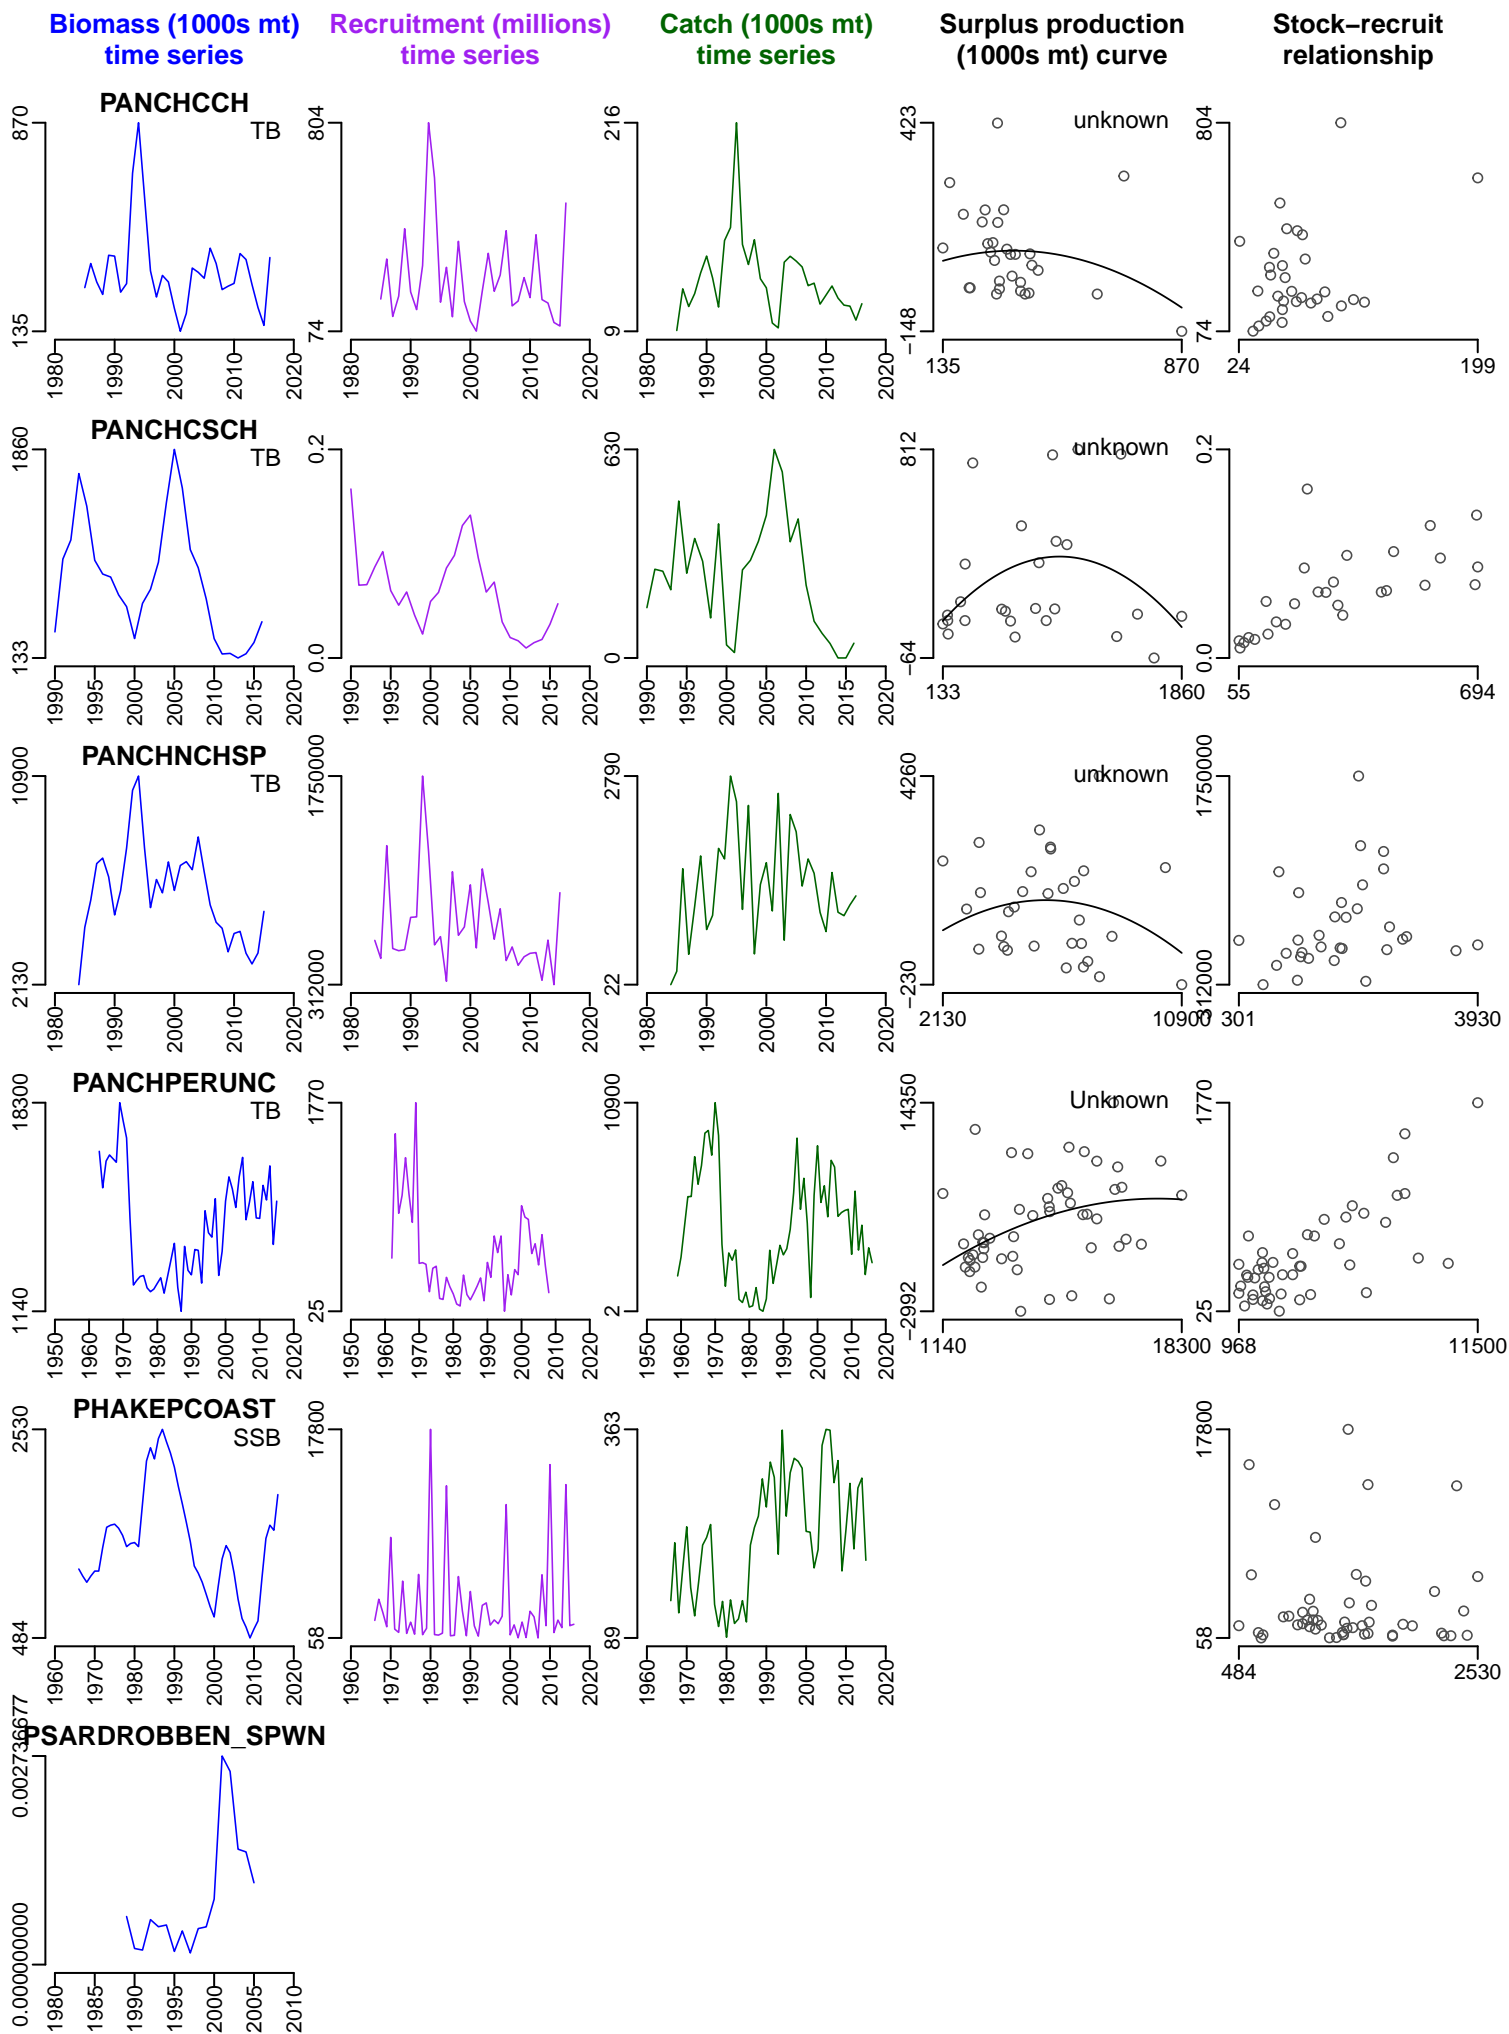 Biomass (1000s mt)
time series
Recruitment (millions)
time series
Catch (1000s mt)
time series
Surplus production
(1000s mt) curve
Stock−recruit
relationship
PANCHCCH
TB
870
135
1980 1990 2000 2010 2020
804
74
1980 1990 2000 2010 2020
216
9
1980 1990 2000 2010 2020
unknown
423
−148
135 870
804
74
24 199
PANCHCSCH
TB
1860
133
1990 1995 2000 2005 2010 2015 2020
0.2
0.0
1990 1995 2000 2005 2010 2015 2020
630
0
1990 1995 2000 2005 2010 2015 2020
unknown
812
−64
133 1860
0.2
0.0
55 694
PANCHNCHSP
TB
10900
2130
1980 1990 2000 2010 2020
1750000
312000
1980 1990 2000 2010 2020
2790
22
1980 1990 2000 2010 2020
unknown
4260
−230
2130 10900
1750000
312000
301 3930
PANCHPERUNC
TB
18300
1140
1950 1960 1970 1980 1990 2000 2010 2020
1770
25
1950 1960 1970 1980 1990 2000 2010 2020
10900
2
1950 1960 1970 1980 1990 2000 2010 2020
Unknown
14350
−2992
1140 18300
1770
25
968 11500
PHAKEPCOAST
SSB
2530
484
1960 1970 1980 1990 2000 2010 2020
17800
58
1960 1970 1980 1990 2000 2010 2020
363
89
1960 1970 1980 1990 2000 2010 2020
17800
58
484 2530
PSARDROBBEN_SPWN
0.002736677
0.000000000
1980 1985 1990 1995 2000 2005 2010